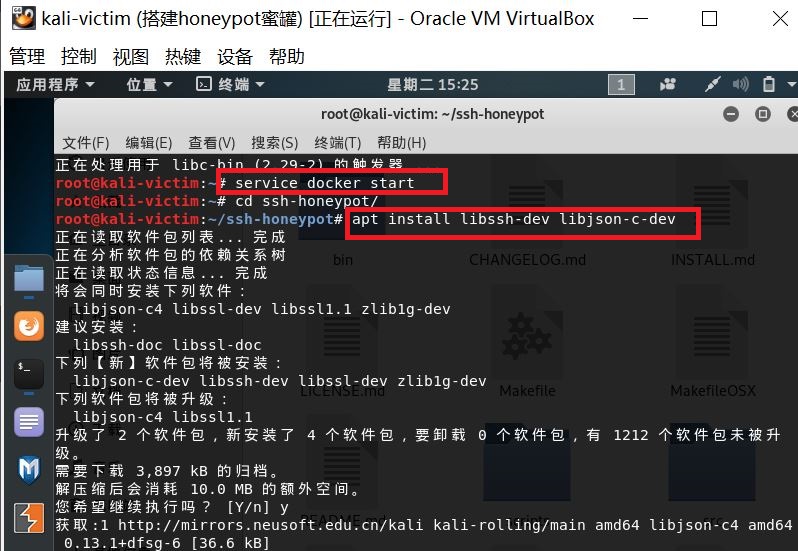 kali-victim (搭建honeypot蜜罐) [正在运行] - Oracle VM VirtualBox
管理 控制 视图 热键 设备 帮助
应用程序 位置 终端 星期二 15:25 1
root@kali-victim: ~/ssh-honeypot
文件(F) 编辑(E) 查看(V) 搜索(S) 终端(T) 帮助(H)
正在处理用于 libc-bin (2.29-2) 的触发器 ...
root@kali-victim:~# service docker start
root@kali-victim:~# cd ssh-honeypot/
root@kali-victim:~/ssh-honeypot# apt install libssh-dev libjson-c-dev
正在读取软件包列表... 完成
正在分析软件包的依赖关系树
正在读取状态信息... 完成
将会同时安装下列软件：
libjson-c4 libssl-dev libssl1.1 zlib1g-dev
建议安装：
libssh-doc libssl-doc
下列【新】软件包将被安装：
libjson-c-dev libssh-dev libssl-dev zlib1g-dev
下列软件包将被升级：
libjson-c4 libssl1.1
升级了 2 个软件包，新安装了 4 个软件包，要卸载 0 个软件包，有 1212 个软件包未被升
级。
需要下载 3,897 kB 的归档。
解压缩后会消耗 10.0 MB 的额外空间。
您希望继续执行吗？ [Y/n] y
获取:1 http://mirrors.neusoft.edu.cn/kali kali-rolling/main amd64 libjson-c4 amd64
0.13.1+dfsg-6 [36.6 kB]
bin
CHANGELOG.md
INSTALL.md
LICENSE.md
Makefile
MakefileOSX
README.md